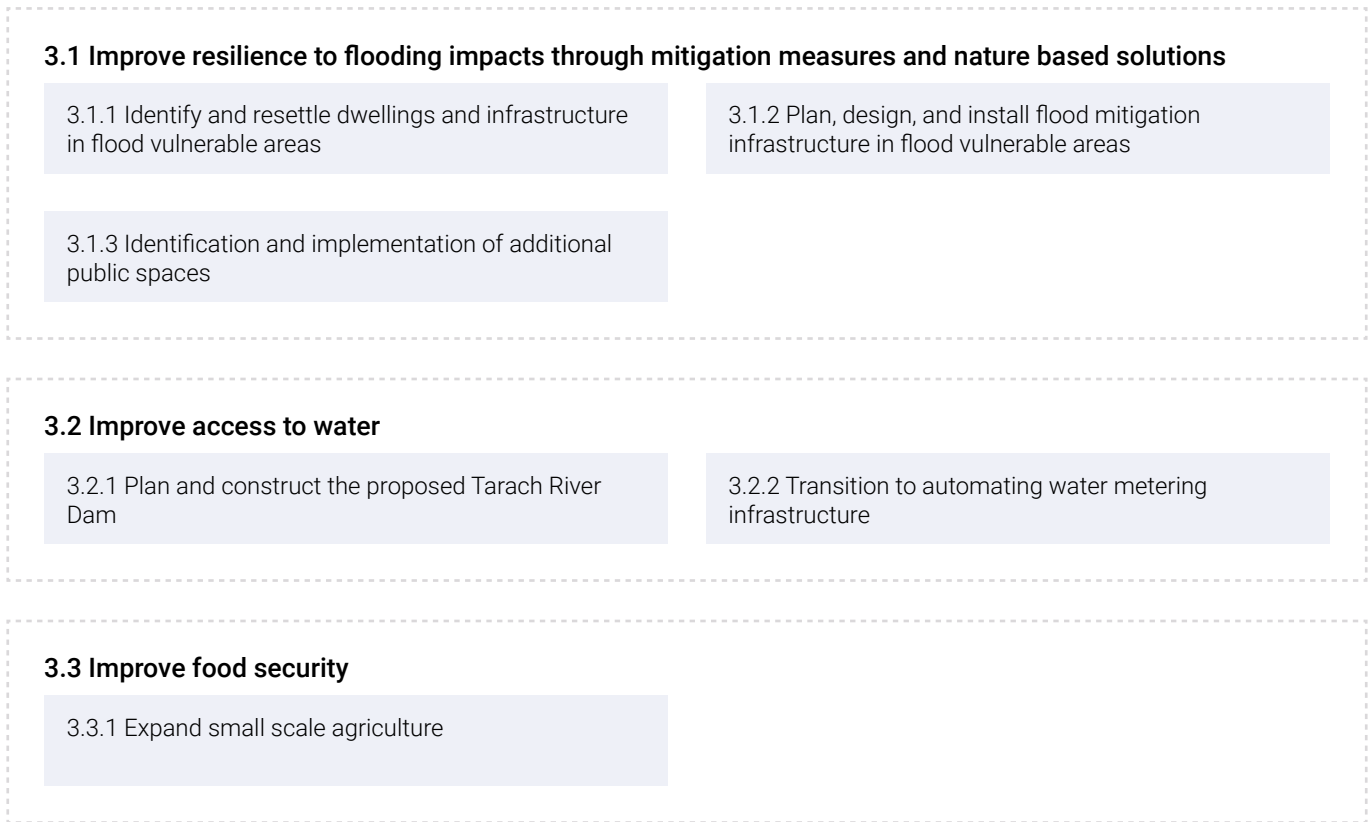 3.1 Improve resilience to flooding impacts through mitigation measures and nature based solutions
3.1.1 Identify and resettle dwellings and infrastructure
in flood vulnerable areas
3.1.2 Plan, design, and install flood mitigation
infrastructure in flood vulnerable areas
3.1.3 Identification and implementation of additional
public spaces
3.2 Improve access to water
3.2.1 Plan and construct the proposed Tarach River
Dam
3.2.2 Transition to automating water metering
infrastructure
3.3 Improve food security
3.3.1 Expand small scale agriculture